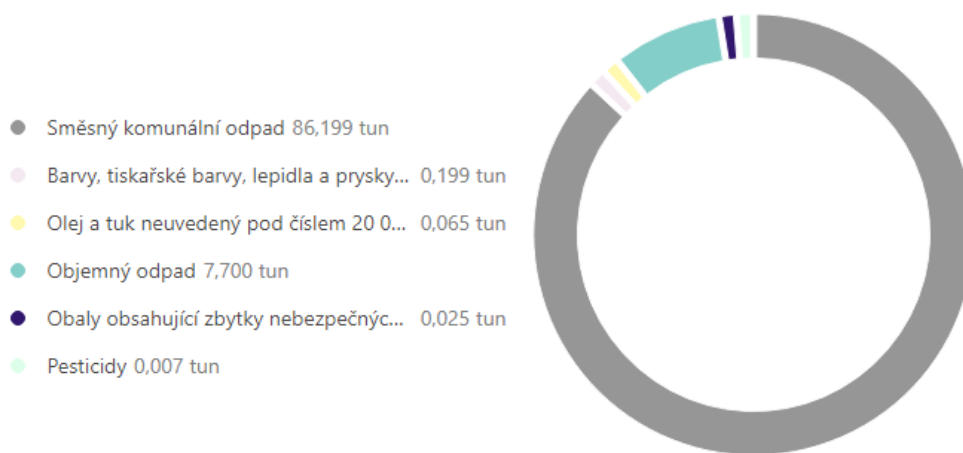 Směsný komunální odpad 86,199 tun
Barvy, tiskařské barvy, lepidla a prysky... 0,199 tun
Olej a tuk neuvedený pod číslem 20 0... 0,065 tun
Objemný odpad 7,700 tun
Obaly obsahující zbytky nebezpečnýc... 0,025 tun
Pesticidy 0,007 tun